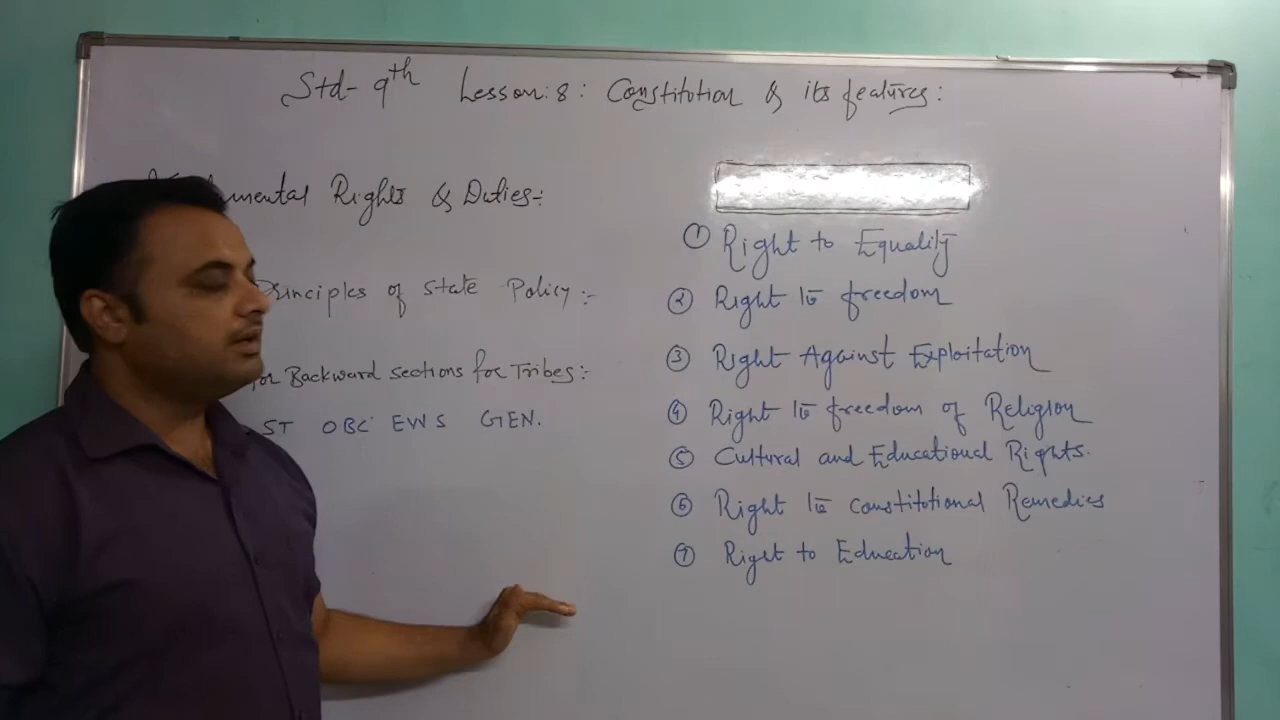 Std- 9th Lesson: 8: Constitution & its features:
Rights & Duties:-
Principles of State Policy:-
for Backward sections for Tribes:-
ST OBC EWS GEN.
① Right to Equality
② Right to freedom
③ Right Against Exploitation
④ Right to freedom of Religion
⑤ Cultural and Educational Rights.
⑥ Right to constitutional Remedies
⑦ Right to Education